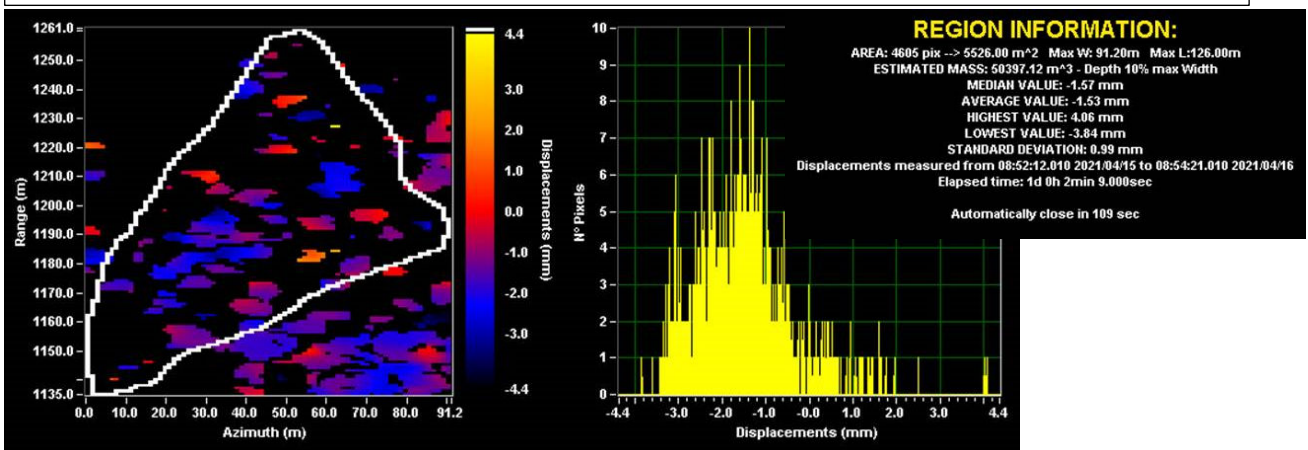 REGION INFORMATION:
AREA: 4605 pix --> 5526.00 m^2 Max W: 91.20m Max L:126.00m
ESTIMATED MASS: 50397.12 m^3 - Depth 10% max Width
MEDIAN VALUE: -1.57 mm
AVERAGE VALUE: -1.53 mm
HIGHEST VALUE: 4.06 mm
LOWEST VALUE: -3.84 mm
STANDARD DEVIATION: 0.99 mm
Displacements measured from 08:52:12.010 2021/04/15 to 08:54:21.010 2021/04/16
Elapsed time: 1d 0h 2min 9.000sec
Automatically close in 109 sec
Range (m)
1261.0
1250.0
1240.0
1230.0
1220.0
1210.0
1200.0
1190.0
1180.0
1170.0
1160.0
1150.0
1135.0
0.0 10.0 20.0 30.0 40.0 50.0 60.0 70.0 80.0 91.2
Azimuth (m)
4.4
3.0
2.0
1.0
0.0
-1.0
-2.0
-3.0
-4.4
Displacements (mm)
N° Pixels
10
9
8
7
6
5
4
3
2
1
0
-4.4 -3.0 -2.0 -1.0 -0.0 1.0 2.0 3.0 4.4
Displacements (mm)